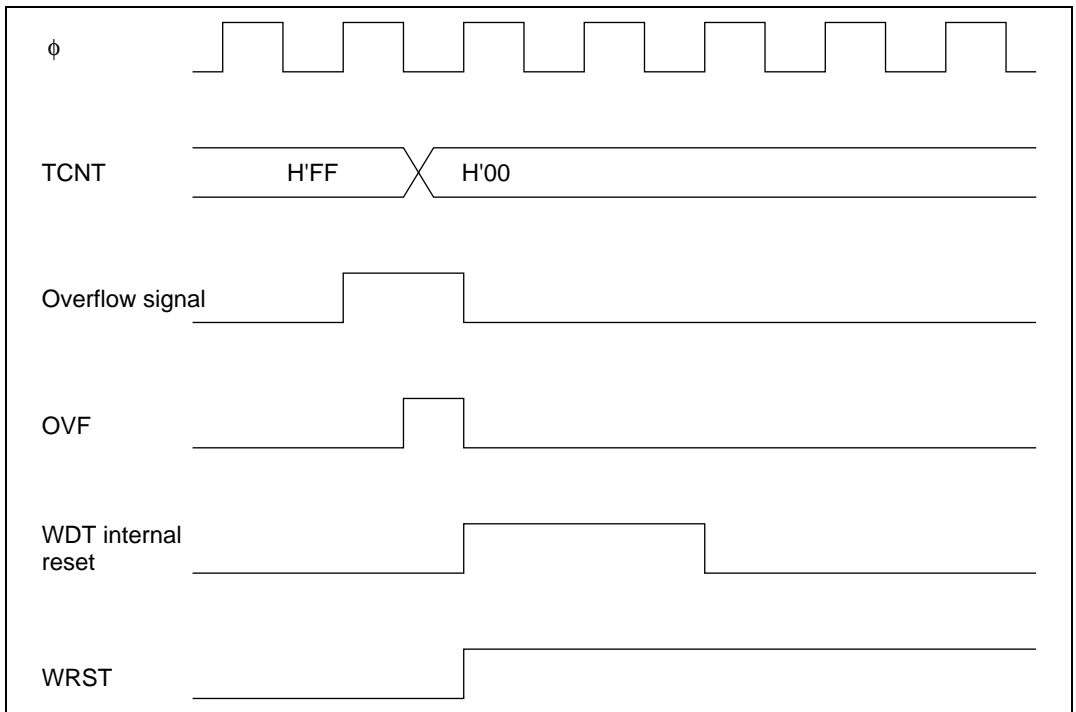 ϕ
TCNT
H'FF
H'00
Overflow signal
OVF
WDT internal
reset
WRST